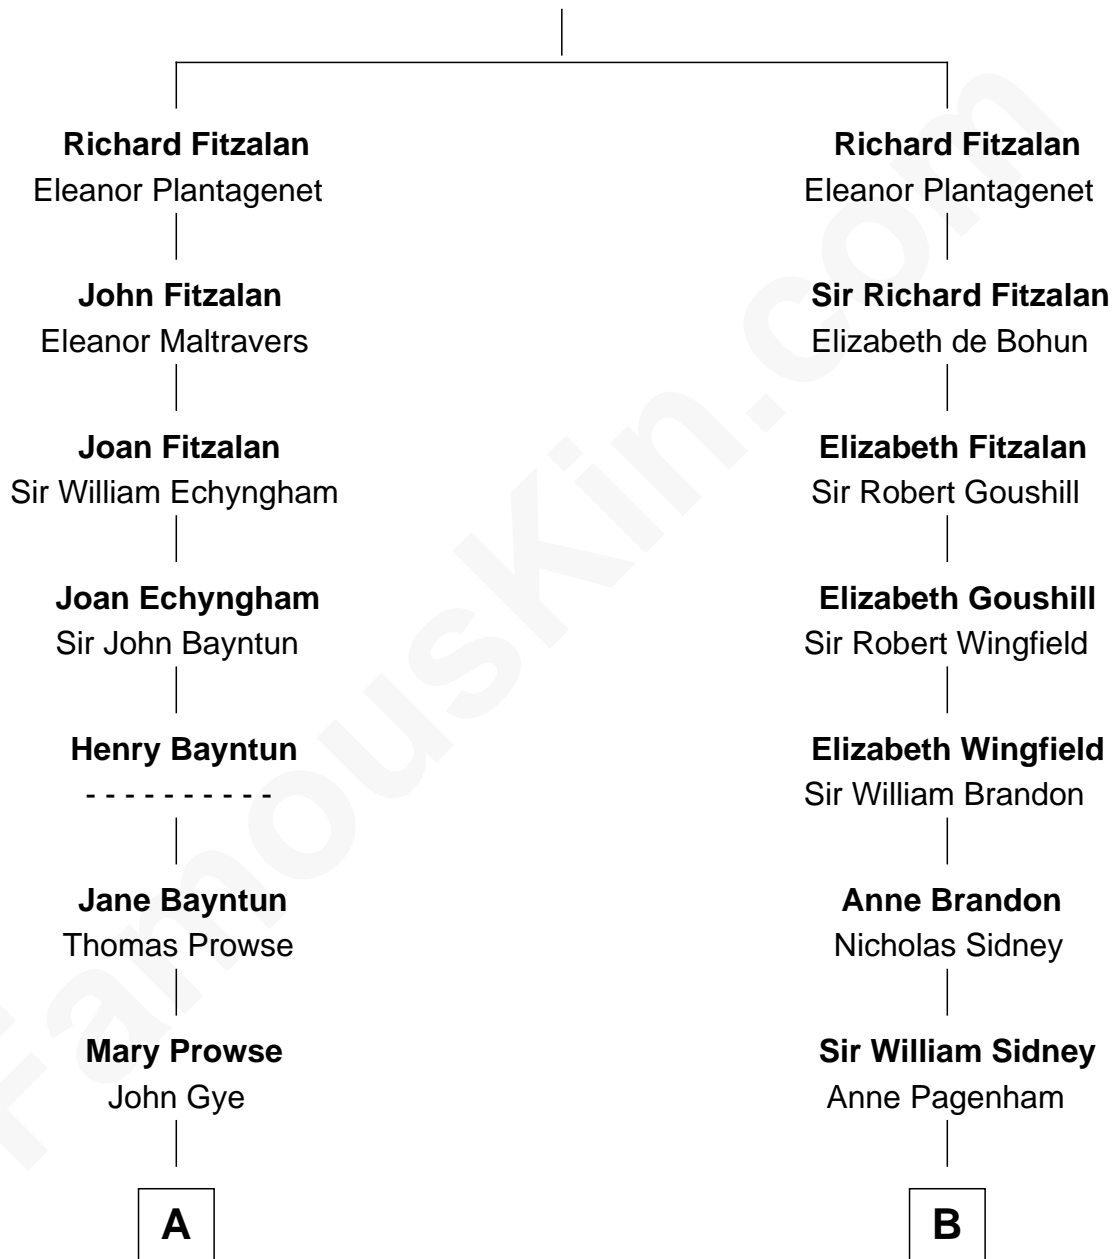 Richard Fitzalan
Eleanor Plantagenet
John Fitzalan
Eleanor Maltravers
Joan Fitzalan
Sir William Echyngham
Joan Echyngham
Sir John Bayntun
Henry Bayntun
- - - - - - - - - -
Jane Bayntun
Thomas Prowse
Mary Prowse
John Gye
A
Richard Fitzalan
Eleanor Plantagenet
Sir Richard Fitzalan
Elizabeth de Bohun
Elizabeth Fitzalan
Sir Robert Goushill
Elizabeth Goushill
Sir Robert Wingfield
Elizabeth Wingfield
Sir William Brandon
Anne Brandon
Nicholas Sidney
Sir William Sidney
Anne Pagenham
B
FamousKin.com